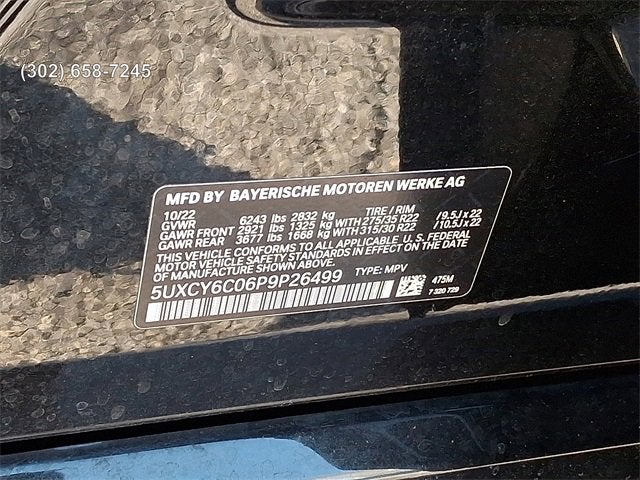 (302) 658-7245
MFD BY BAYERISCHE MOTOREN WERKE AG
10/22
GVWR 6243 lbs 2832 kg TIRE / RIM
GAWR FRONT 2921 lbs 1325 kg WITH 275/35 R22 / 9.5J x 22
GAWR REAR 3677 lbs 1668 kg WITH 315/30 R22 / 10.5J x 22
THIS VEHICLE CONFORMS TO ALL APPLICABLE U. S. FEDERAL
MOTOR VEHICLE SAFETY STANDARDS IN EFFECT ON THE DATE
OF MANUFACTURE SHOWN ABOVE.
5UXCY6C06P9P26499 TYPE: MPV
475M
7 320 729